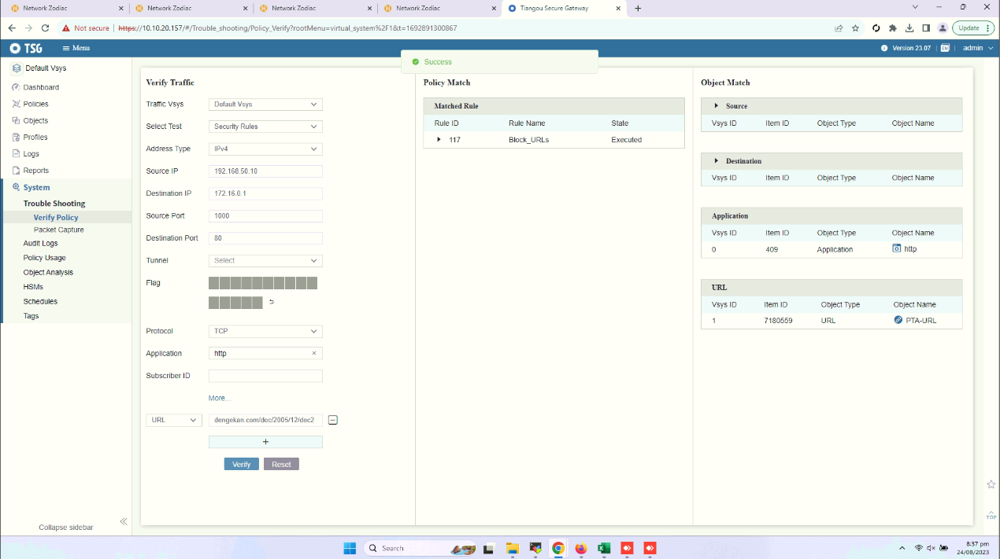 Network Zodiac
Network Zodiac
Network Zodiac
Network Zodiac
Tiangou Secure Gateway
Not secure
https://10.10.20.157/#/Trouble_shooting/Policy_Verify?rootMenu=virtual_system%2F1&t=1692891300867
Update
TSG
Menu
Version 23.07
EN
admin
Success
Default Vsys
Dashboard
Policies
Objects
Profiles
Logs
Reports
System
Trouble Shooting
Verify Policy
Packet Capture
Audit Logs
Policy Usage
Object Analysis
HSMs
Schedules
Tags
Collapse sidebar
Verify Traffic
Traffic Vsys Default Vsys
Select Test Security Rules
Address Type IPv4
Source IP 192.168.50.10
Destination IP 172.16.0.1
Source Port 1000
Destination Port 80
Tunnel Select
Flag
Protocol TCP
Application http
Subscriber ID
More...
URL dengekan.com/doc/2005/12/dec2
Verify Reset
Policy Match
Matched Rule
Rule ID Rule Name State
117 Block_URLs Executed
Object Match
Source
Vsys ID Item ID Object Type Object Name
Destination
Vsys ID Item ID Object Type Object Name
Application
Vsys ID Item ID Object Type Object Name
0 409 Application http
URL
Vsys ID Item ID Object Type Object Name
1 7180559 URL PTA-URL
TOP
Search
8:37 pm
24/08/2023